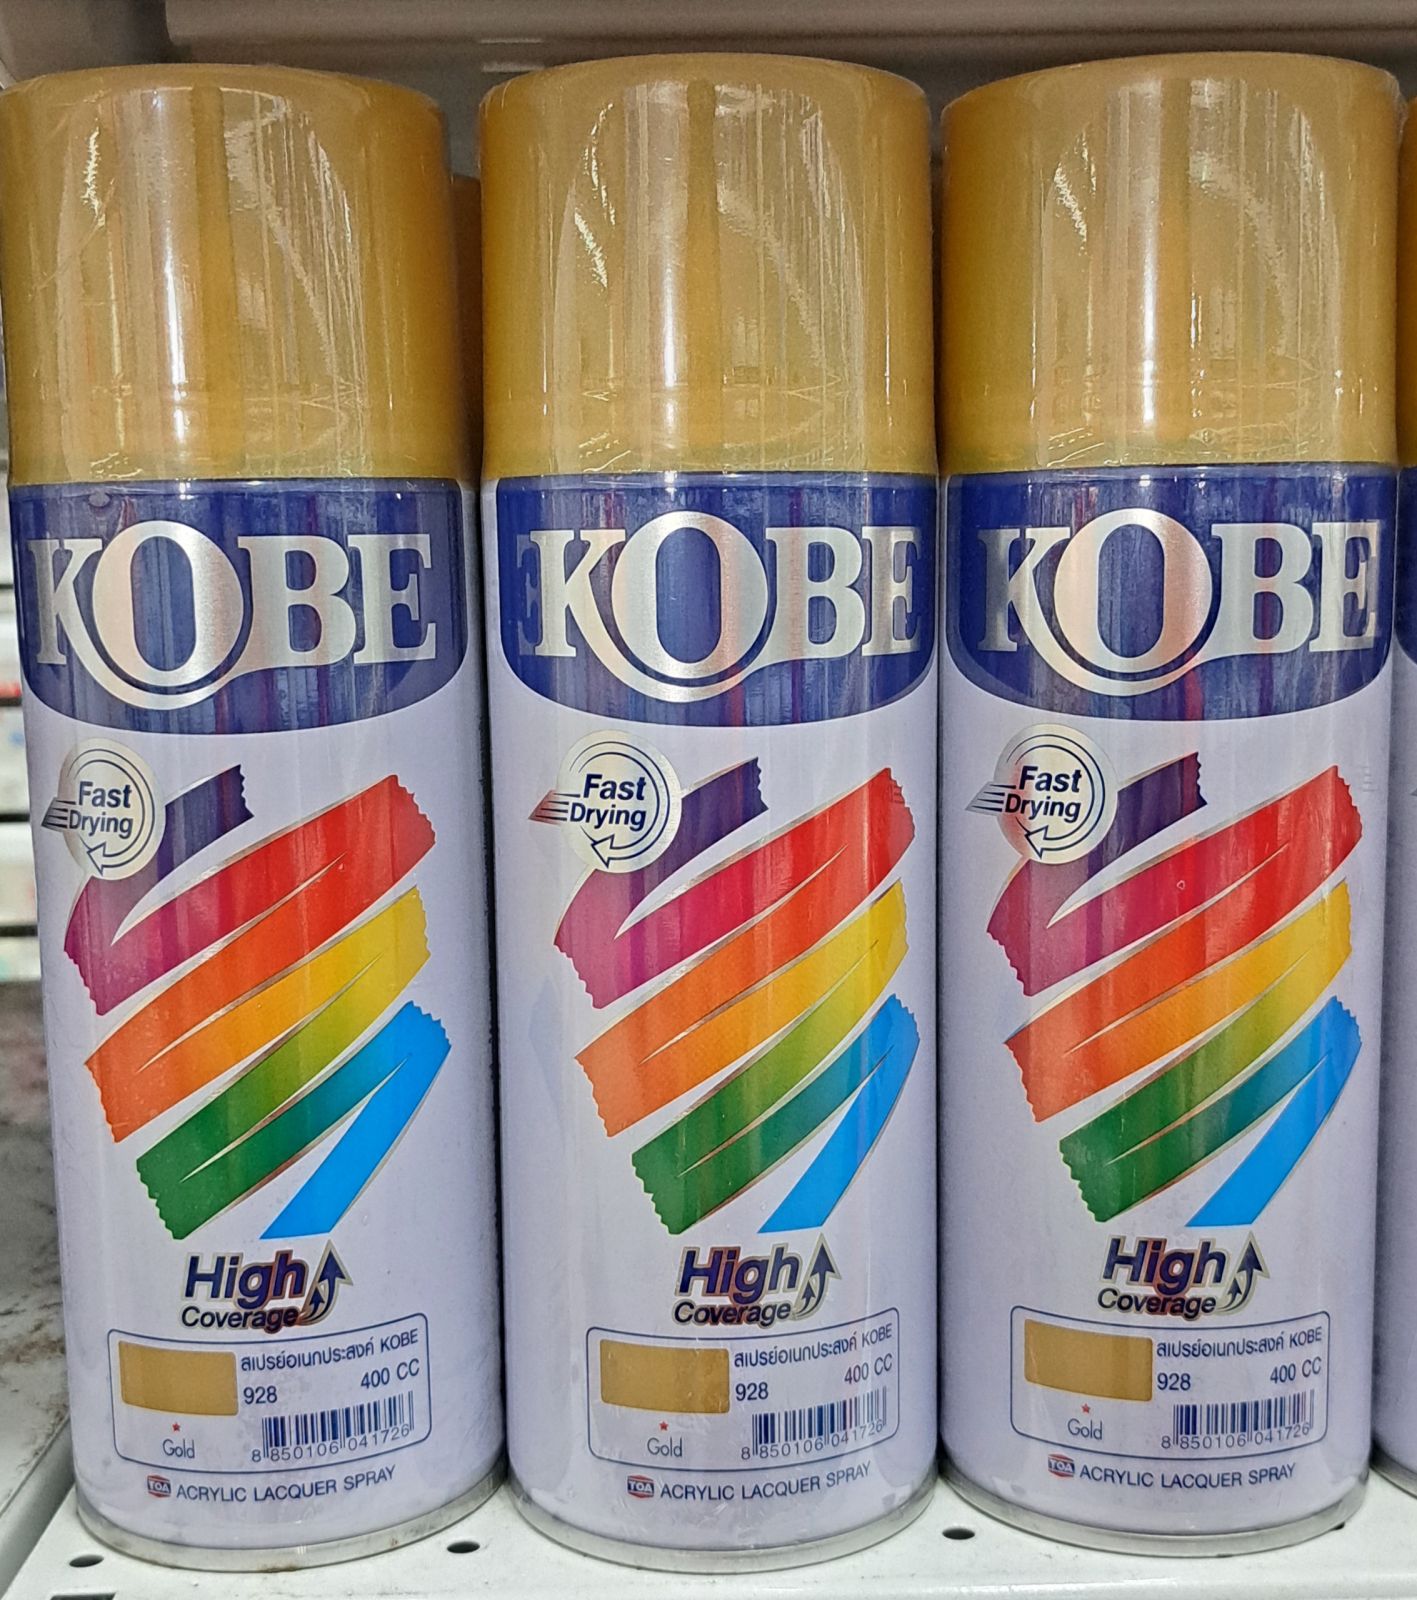 KOBE
Fast
Drying
High
Coverage
สเปรย์อเนกประสงค์ KOBE
928 400 CC
Gold
8 850106 041726
TOA ACRYLIC LACQUER SPRAY
KOBE
Fast
Drying
High
Coverage
สเปรย์อเนกประสงค์ KOBE
928 400 CC
Gold
8 850106 041726
TOA ACRYLIC LACQUER SPRAY
KOBE
Fast
Drying
High
Coverage
สเปรย์อเนกประสงค์ KOBE
928 400 CC
Gold
8 850106 041726
TOA ACRYLIC LACQUER SPRAY